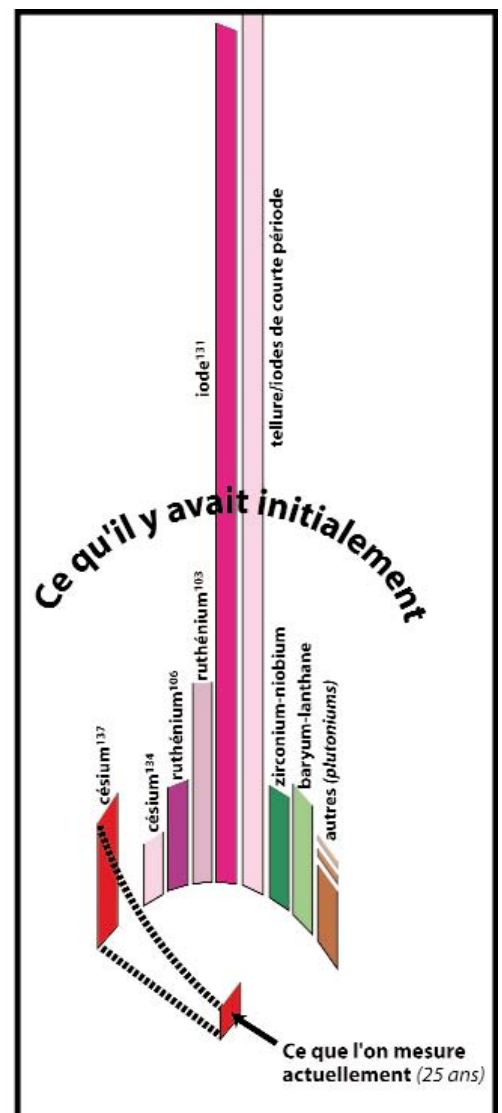 Ce qu'il y avait initialement
césium¹³⁷
césium¹³⁴
ruthénium¹⁰⁶
ruthénium¹⁰³
iode¹³¹
tellure/iodes de courte période
zirconium-niobium
baryum-lanthane
autres (plutoniums)
Ce que l'on mesure
actuellement (25 ans)